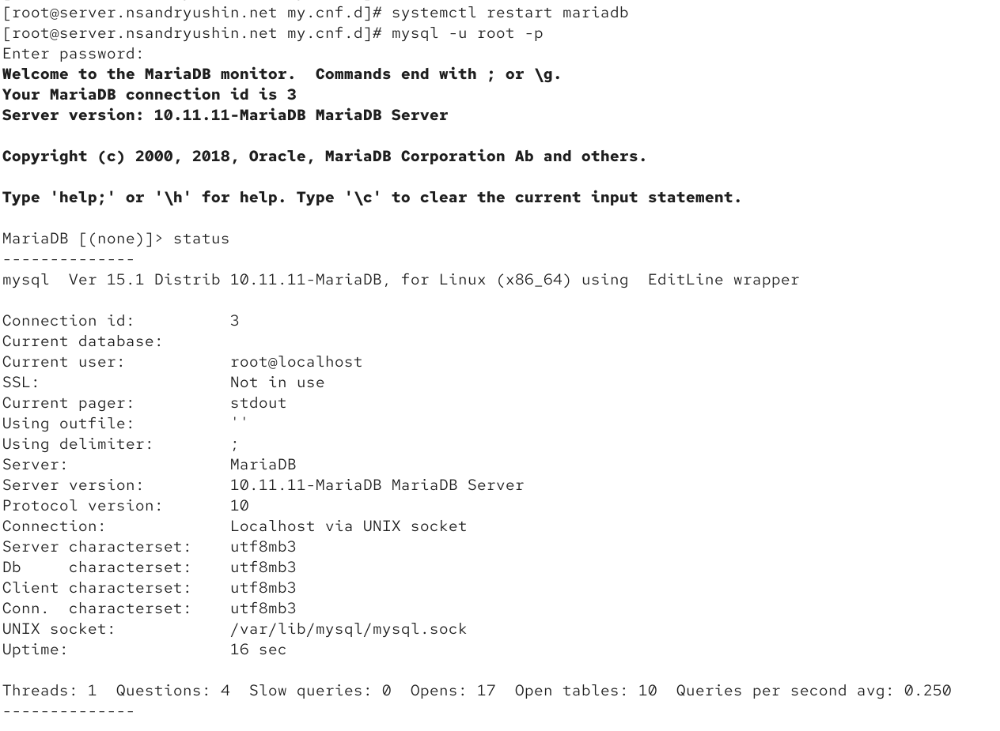 [root@server.nsandryushin.net my.cnf.d]# systemctl restart mariadb
[root@server.nsandryushin.net my.cnf.d]# mysql -u root -p
Enter password:
Welcome to the MariaDB monitor.  Commands end with ; or \g.
Your MariaDB connection id is 3
Server version: 10.11.11-MariaDB MariaDB Server

Copyright (c) 2000, 2018, Oracle, MariaDB Corporation Ab and others.

Type 'help;' or '\h' for help. Type '\c' to clear the current input statement.

MariaDB [(none)]> status
--------------
mysql  Ver 15.1 Distrib 10.11.11-MariaDB, for Linux (x86_64) using  EditLine wrapper

Connection id:          3
Current database:
Current user:           root@localhost
SSL:                    Not in use
Current pager:          stdout
Using outfile:          ''
Using delimiter:        ;
Server:                 MariaDB
Server version:         10.11.11-MariaDB MariaDB Server
Protocol version:       10
Connection:             Localhost via UNIX socket
Server characterset:    utf8mb3
Db     characterset:    utf8mb3
Client characterset:    utf8mb3
Conn.  characterset:    utf8mb3
UNIX socket:            /var/lib/mysql/mysql.sock
Uptime:                 16 sec

Threads: 1  Questions: 4  Slow queries: 0  Opens: 17  Open tables: 10  Queries per second avg: 0.250
--------------